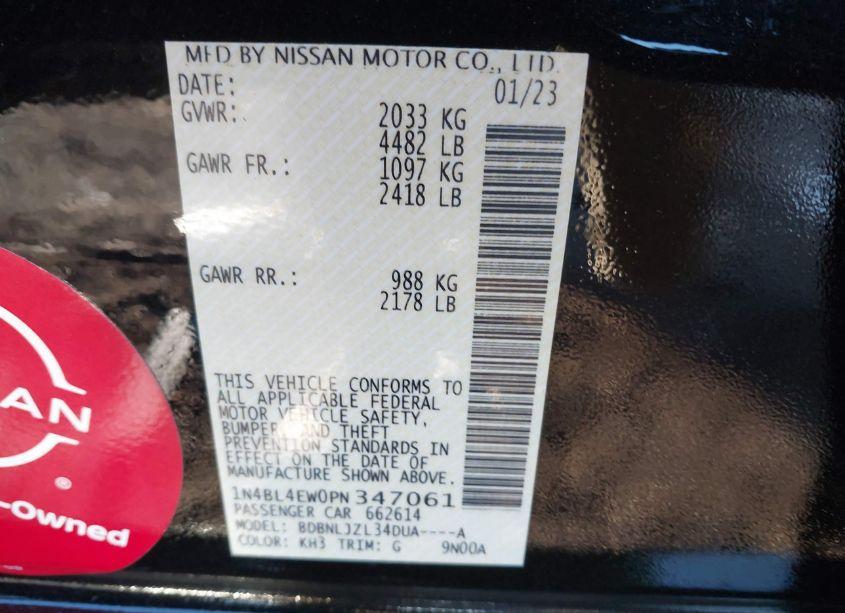 MFD BY NISSAN MOTOR CO., LTD.
DATE: 01/23
GVWR: 2033 KG
4482 LB
GAWR FR.: 1097 KG
2418 LB
GAWR RR.: 988 KG
2178 LB
THIS VEHICLE CONFORMS TO
ALL APPLICABLE FEDERAL
MOTOR VEHICLE SAFETY,
BUMPER, AND THEFT
PREVENTION STANDARDS IN
EFFECT ON THE DATE OF
MANUFACTURE SHOWN ABOVE.
1N4BL4EW0PN 347061
PASSENGER CAR 662614
MODEL: BDBNLJZL34DUA----A
COLOR: KH3 TRIM: G 9N00A
SAN
®
-Owned